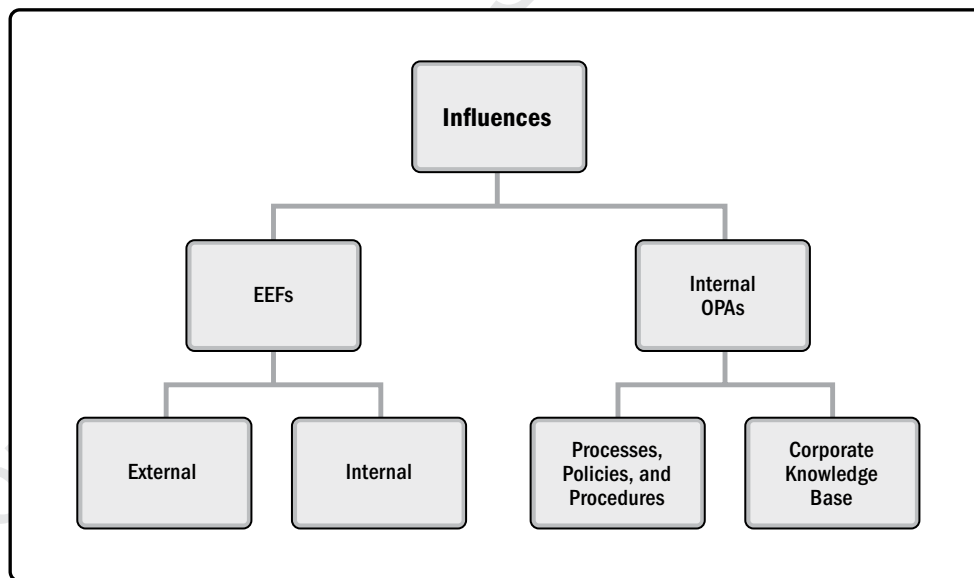 Influences
EEFs
Internal
OPAs
External
Internal
Processes,
Policies, and
Procedures
Corporate
Knowledge
Base